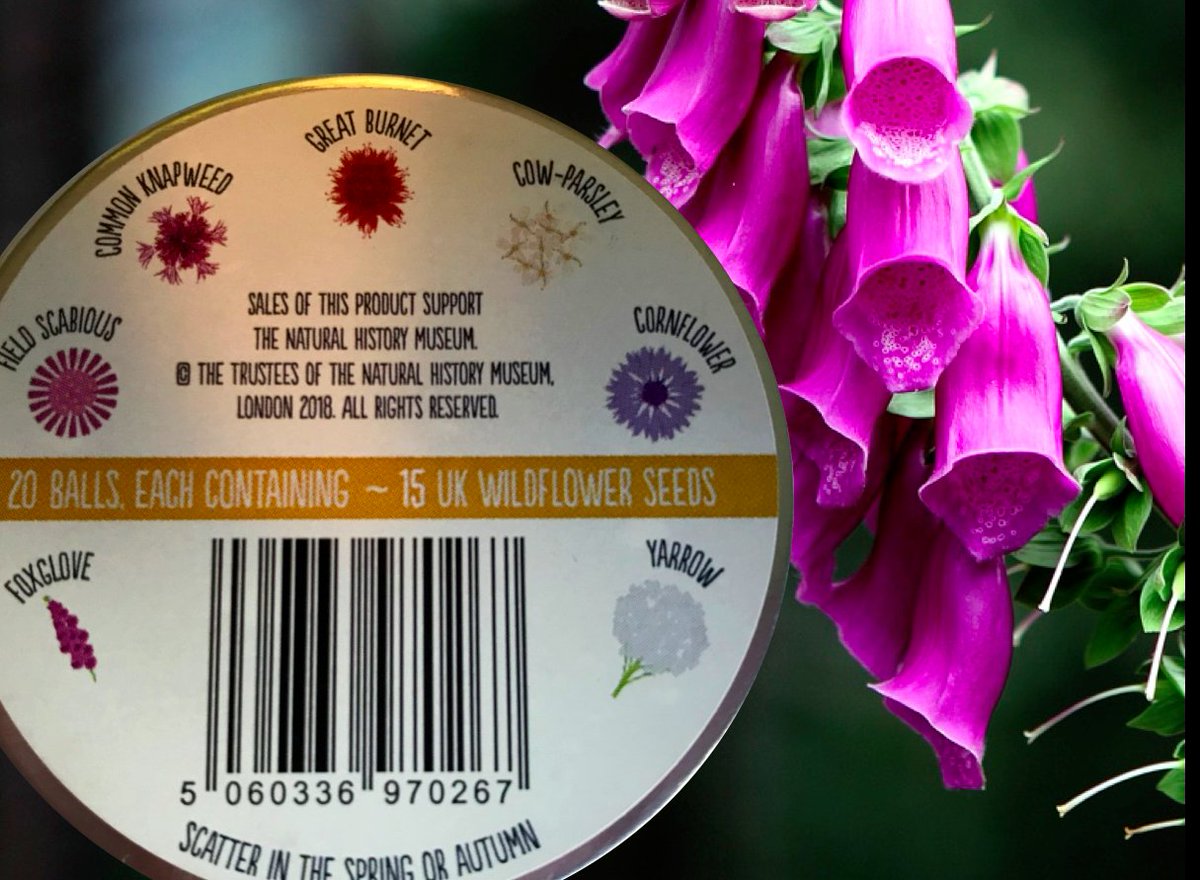 GREAT BURNET
COMMON KNAPWEED
COW-PARSLEY
FIELD SCABIOUS
CORNFLOWER
SALES OF THIS PRODUCT SUPPORT
THE NATURAL HISTORY MUSEUM.
© THE TRUSTEES OF THE NATURAL HISTORY MUSEUM,
LONDON 2018. ALL RIGHTS RESERVED.
20 BALLS, EACH CONTAINING ~ 15 UK WILDFLOWER SEEDS
FOXGLOVE
YARROW
5 060336 970267
SCATTER IN THE SPRING OR AUTUMN